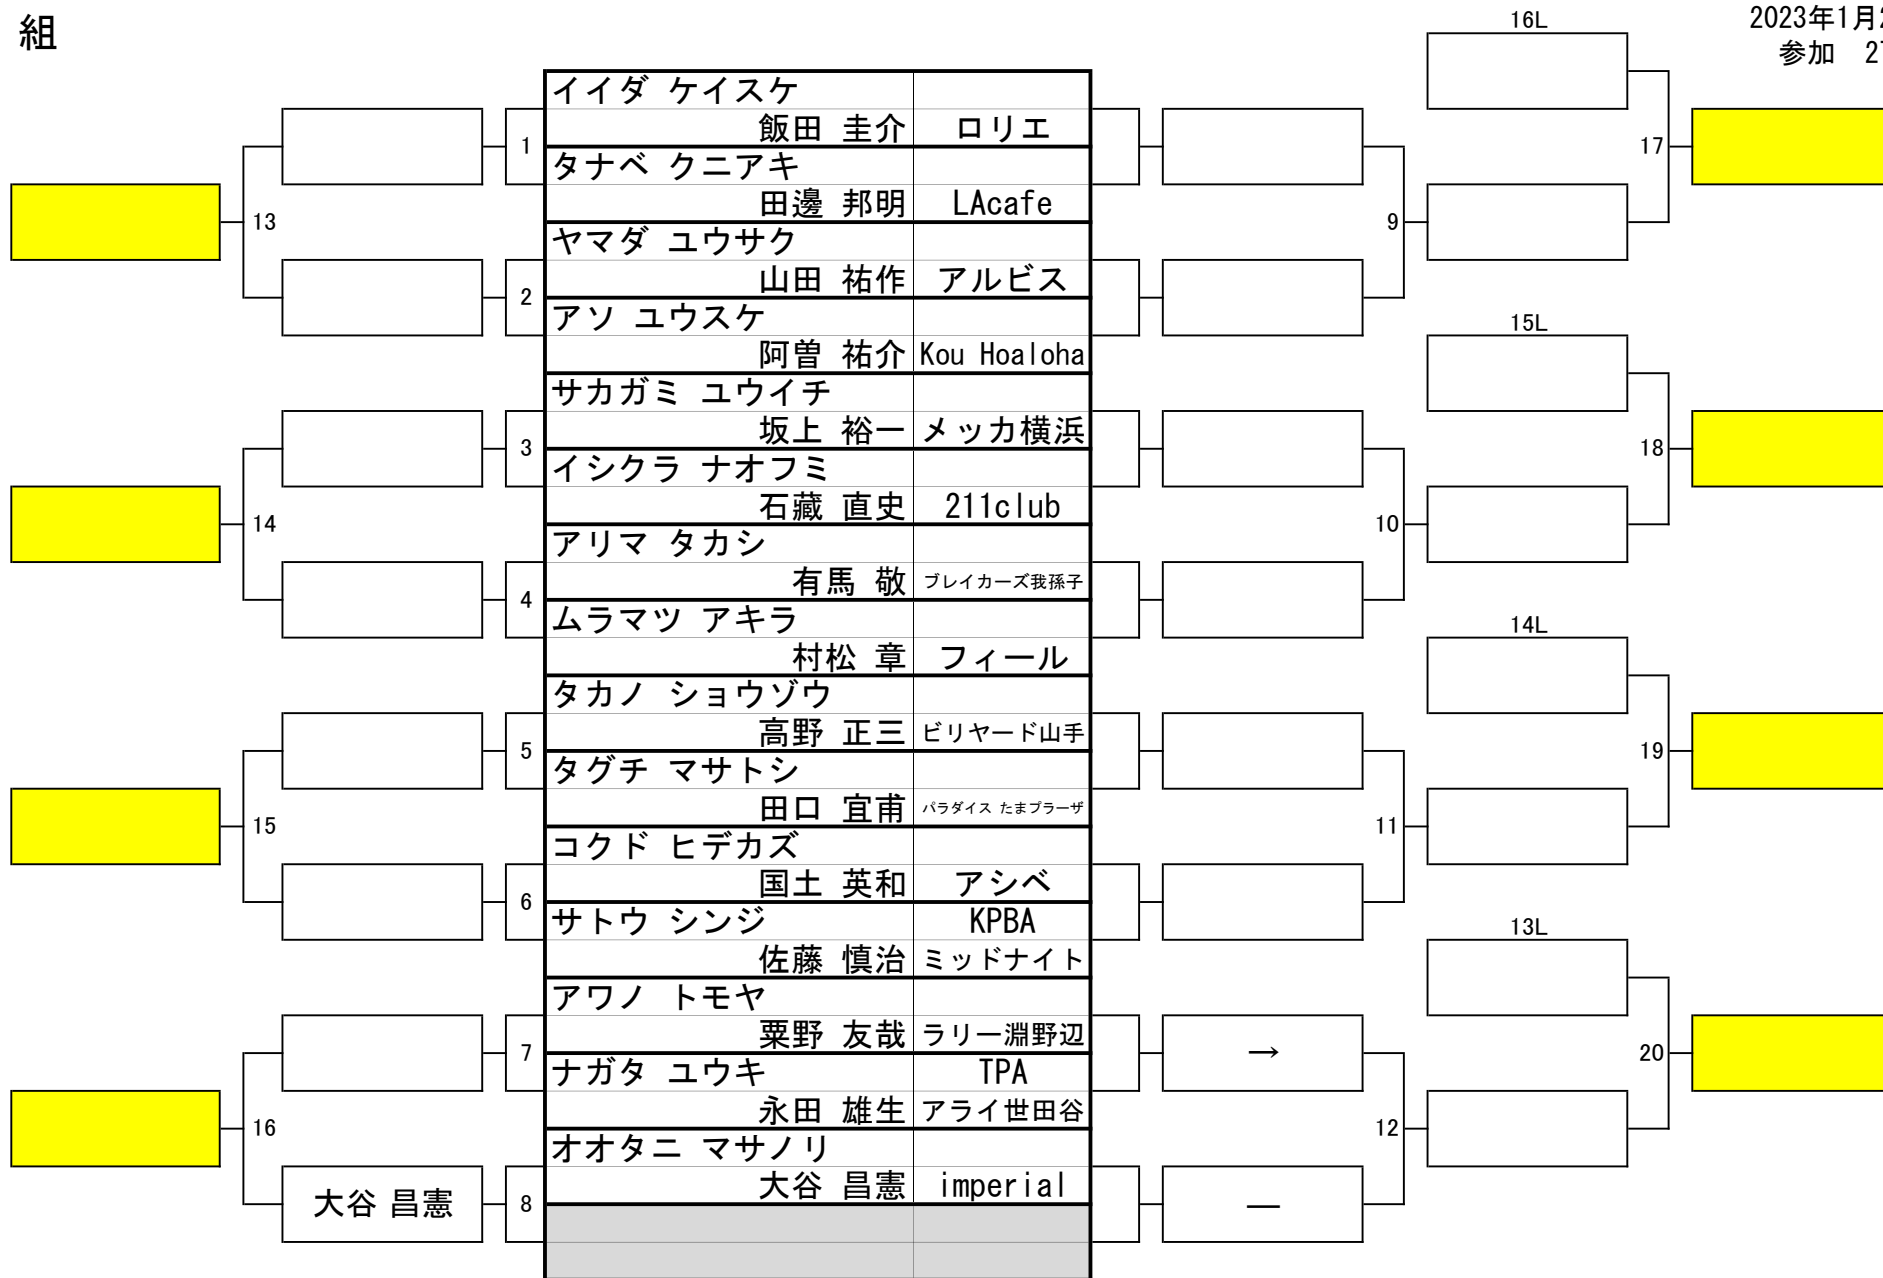 組
2023年1月
参加
16L
イイダ ケイスケ
飯田 圭介 ロリエ
1
17
タナベ クニアキ
田邊 邦明 LAcafe
13
9
ヤマダ ユウサク
山田 祐作 アルビス
2
アソ ユウスケ
15L
阿曽 祐介 Kou Hoaloha
サカガミ ユウイチ
坂上 裕一 メッカ横浜
3
18
イシクラ ナオフミ
石藏 直史 211club
14
10
アリマ タカシ
有馬 敬 ブレイカーズ我孫子
4
ムラマツ アキラ
14L
村松 章 フィール
タカノ ショウゾウ
高野 正三 ビリヤード山手
5
19
タグチ マサトシ
田口 宜甫 パラダイス たまプラーザ
15
11
コクド ヒデカズ
国土 英和 アシベ
6
サトウ シンジ KPBA
13L
佐藤 慎治 ミッドナイト
アワノ トモヤ
粟野 友哉 ラリー淵野辺
7
→
20
ナガタ ユウキ TPA
永田 雄生 アライ世田谷
16
12
オオタニ マサノリ
大谷 昌憲 imperial
大谷 昌憲
8
―